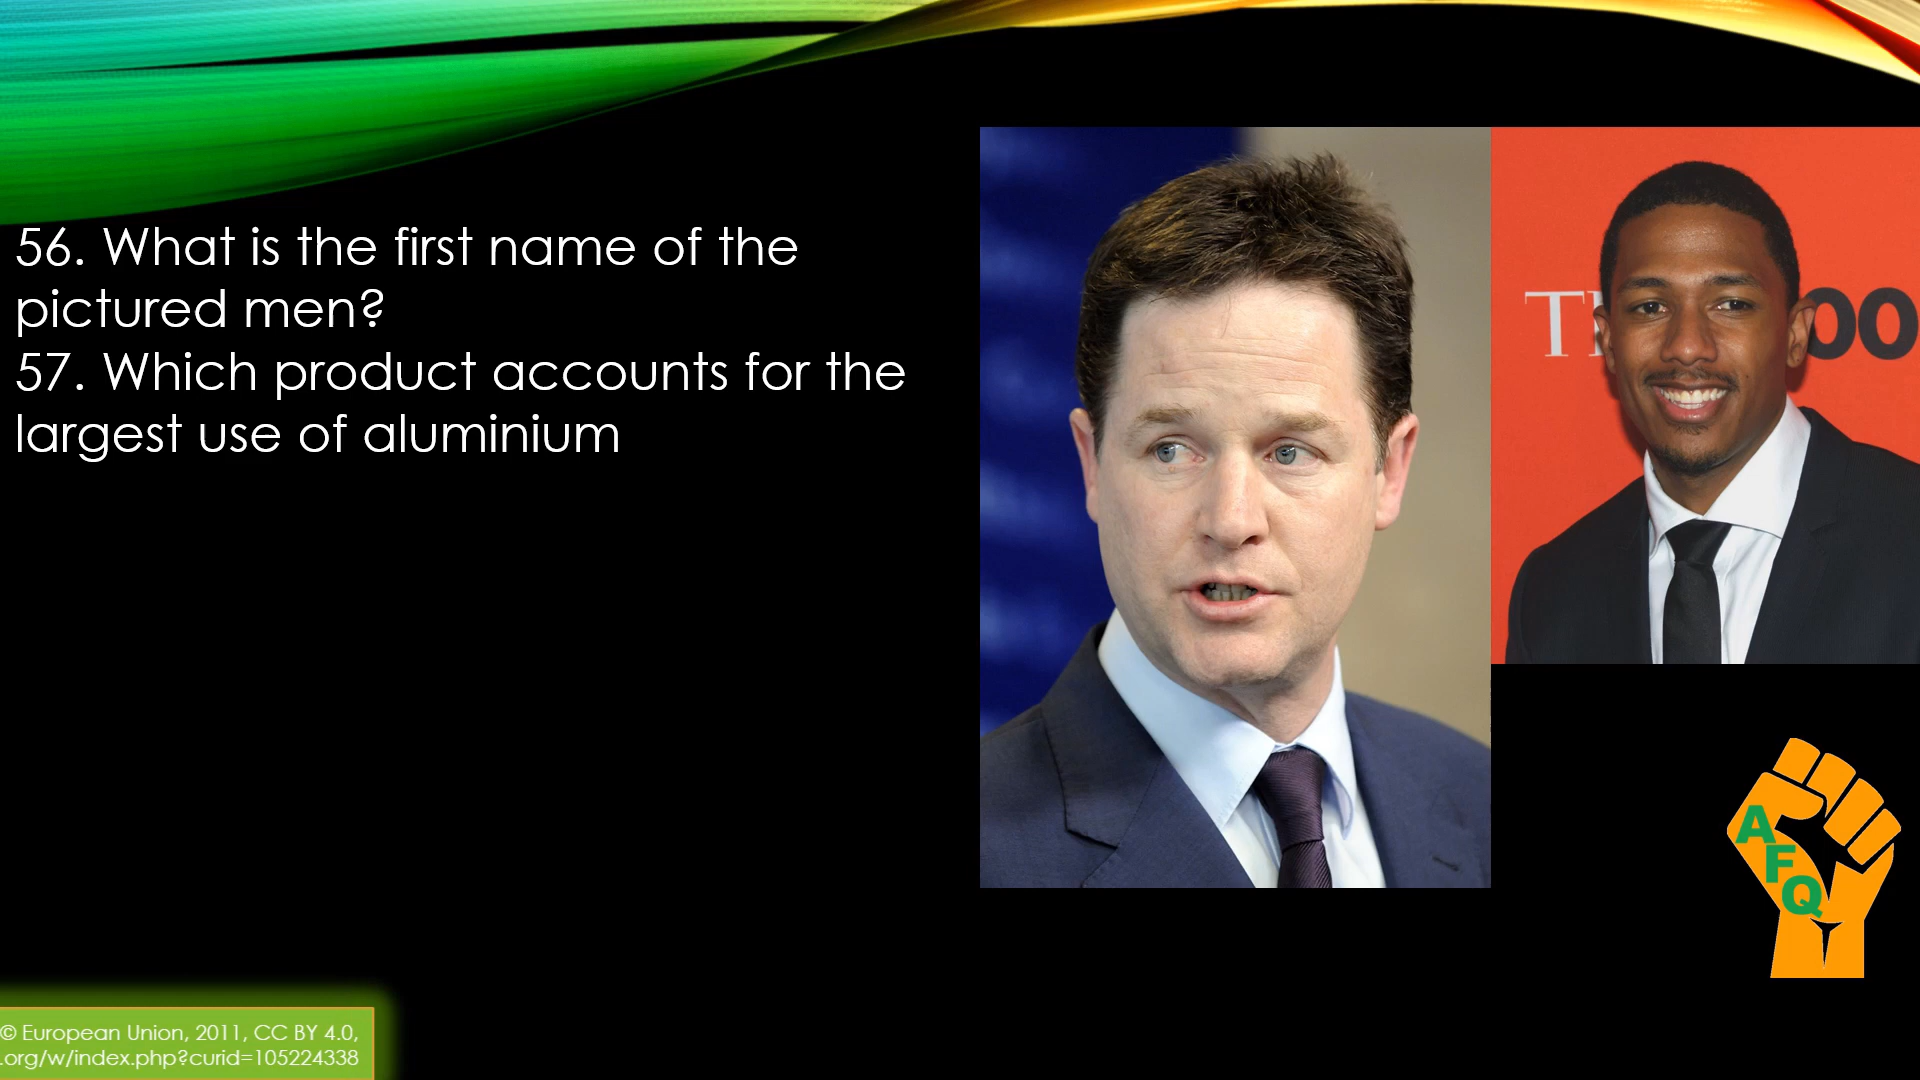 56. What is the first name of the
pictured men?
57. Which product accounts for the
largest use of aluminium
OO
A
F
Q
© European Union, 2011, CC BY 4.0,
.org/w/index.php?curid=105224338